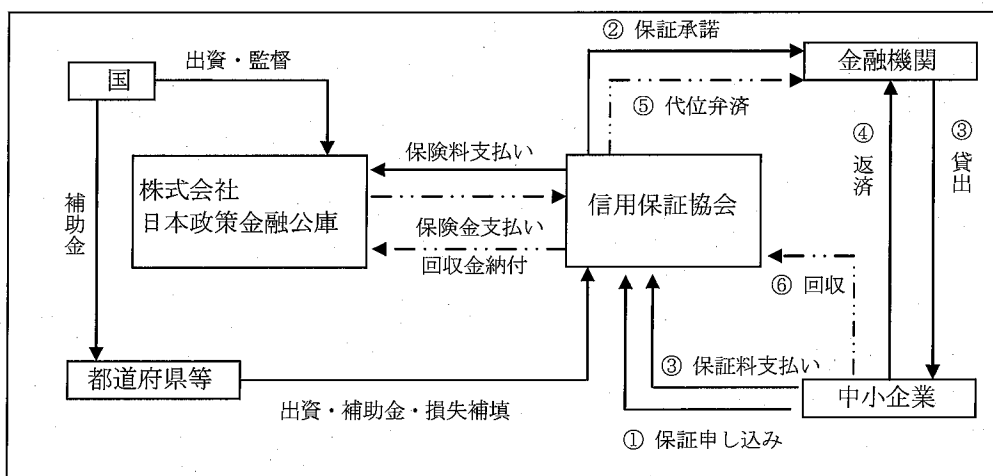 ② 保証承諾
国
出資・監督
金融機関
⑤ 代位弁済
④ 返済
③ 貸出
保険料支払い
株式会社
日本政策金融公庫
信用保証協会
補助金
保険金支払い
回収金納付
⑥ 回収
都道府県等
③ 保証料支払い
中小企業
出資・補助金・損失補填
① 保証申し込み